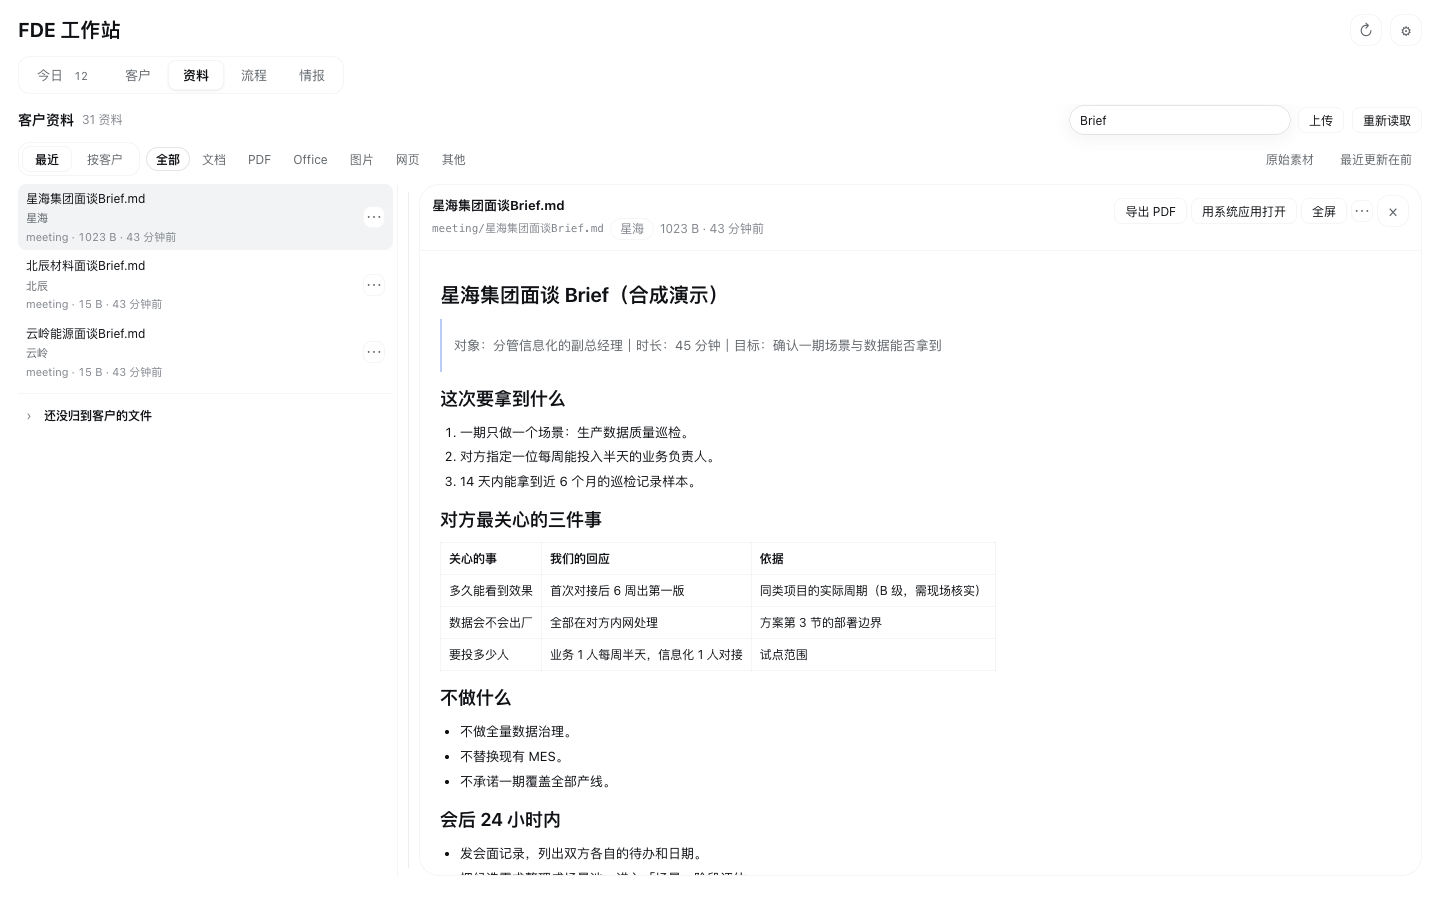 FDE 工作站
今日 12 客户 资料 流程 情报
客户资料 31 资料
Brief 上传 重新读取
最近 按客户 全部 文档 PDF Office 图片 网页 其他 原始素材 最近更新在前
星海集团面谈Brief.md
星海
meeting · 1023 B · 43 分钟前
北辰材料面谈Brief.md
北辰
meeting · 15 B · 43 分钟前
云岭能源面谈Brief.md
云岭
meeting · 15 B · 43 分钟前
还没归到客户的文件
星海集团面谈Brief.md
meeting/星海集团面谈Brief.md 星海 1023 B · 43 分钟前
导出 PDF 用系统应用打开 全屏
星海集团面谈 Brief（合成演示）
对象：分管信息化的副总经理｜时长：45 分钟｜目标：确认一期场景与数据能否拿到
这次要拿到什么
1. 一期只做一个场景：生产数据质量巡检。
2. 对方指定一位每周能投入半天的业务负责人。
3. 14 天内能拿到近 6 个月的巡检记录样本。
对方最关心的三件事
关心的事 我们的回应 依据
多久能看到效果 首次对接后 6 周出第一版 同类项目的实际周期（B 级，需现场核实）
数据会不会出厂 全部在对方内网处理 方案第 3 节的部署边界
要投多少人 业务 1 人每周半天，信息化 1 人对接 试点范围
不做什么
• 不做全量数据治理。
• 不替换现有 MES。
• 不承诺一期覆盖全部产线。
会后 24 小时内
• 发会面记录，列出双方各自的待办和日期。